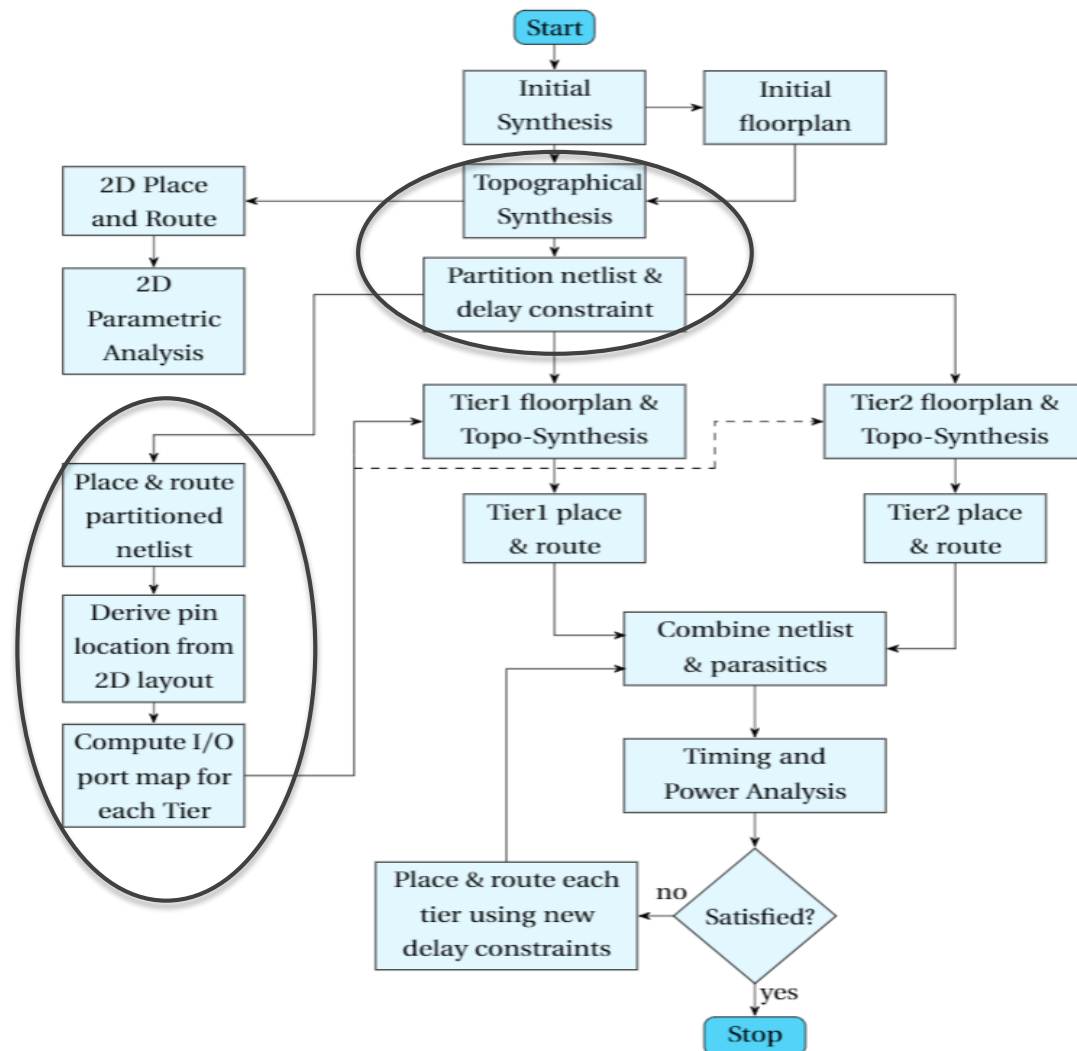 Start
Initial
Synthesis
Initial
floorplan
2D Place
and Route
Topographical
Synthesis
2D
Parametric
Analysis
Partition netlist &
delay constraint
Tier1 floorplan &
Topo-Synthesis
Tier2 floorplan &
Topo-Synthesis
Place & route
partitioned
netlist
Tier1 place
& route
Tier2 place
& route
Derive pin
location from
2D layout
Combine netlist
& parasitics
Compute I/O
port map for
each Tier
Timing and
Power Analysis
Place & route each
tier using new
delay constraints
no
Satisfied?
yes
Stop